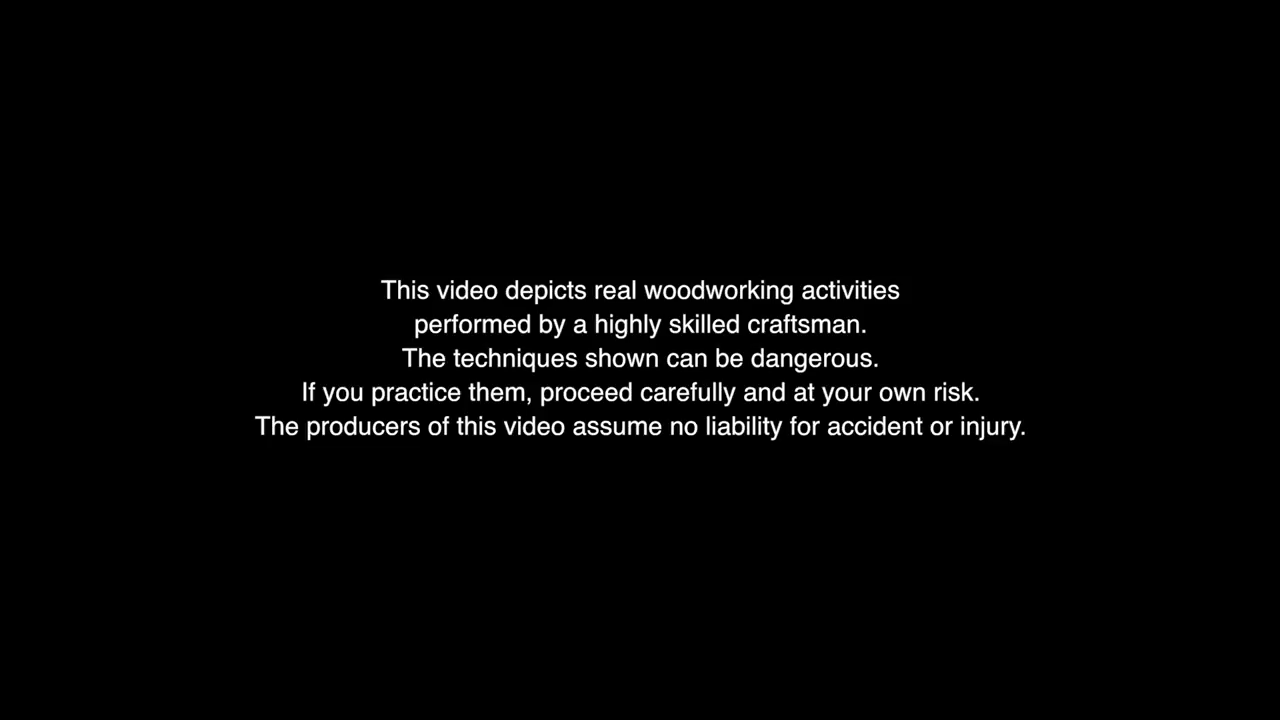 This video depicts real woodworking activities
performed by a highly skilled craftsman.
The techniques shown can be dangerous.
If you practice them, proceed carefully and at your own risk.
The producers of this video assume no liability for accident or injury.